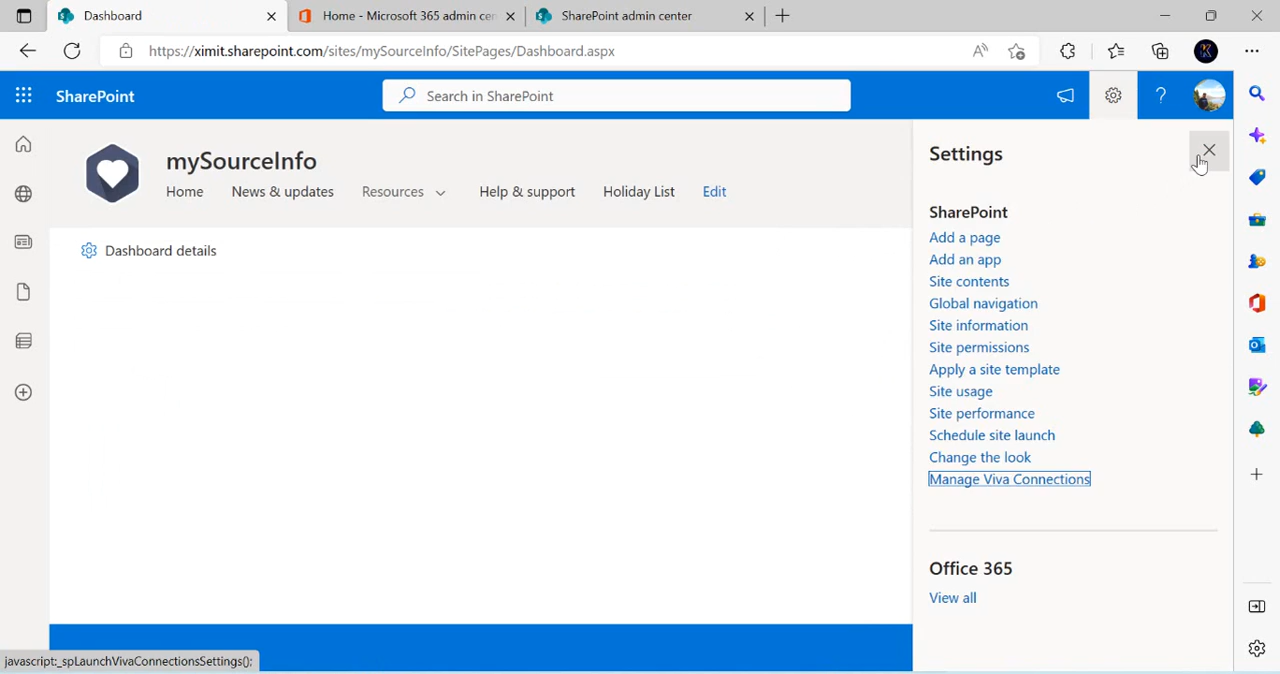 Dashboard
Home - Microsoft 365 admin cen
SharePoint admin center
https://ximit.sharepoint.com/sites/mySourceInfo/SitePages/Dashboard.aspx
SharePoint
Search in SharePoint
mySourceInfo
Home News & updates Resources Help & support Holiday List Edit
Dashboard details
Settings
SharePoint
Add a page
Add an app
Site contents
Global navigation
Site information
Site permissions
Apply a site template
Site usage
Site performance
Schedule site launch
Change the look
Manage Viva Connections
Office 365
View all
javascript:_spLaunchVivaConnectionsSettings();